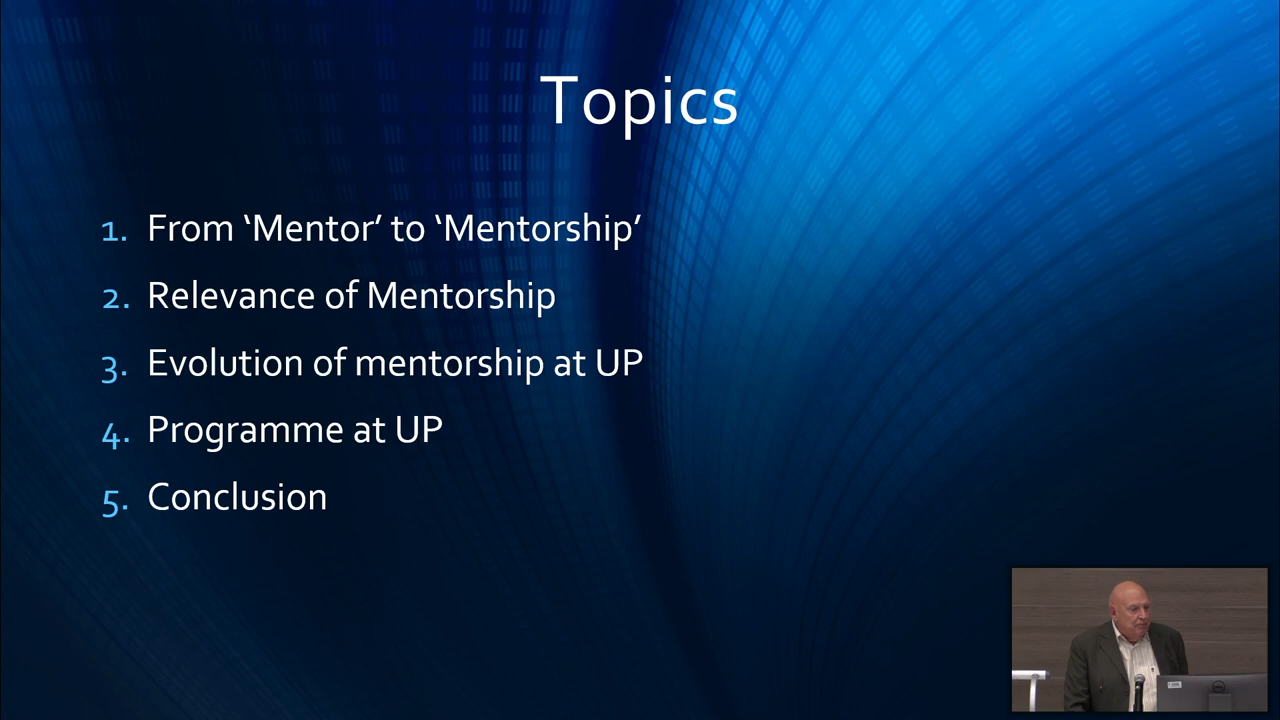 Topics
1. From ‘Mentor’ to ‘Mentorship’
2. Relevance of Mentorship
3. Evolution of mentorship at UP
4. Programme at UP
5. Conclusion